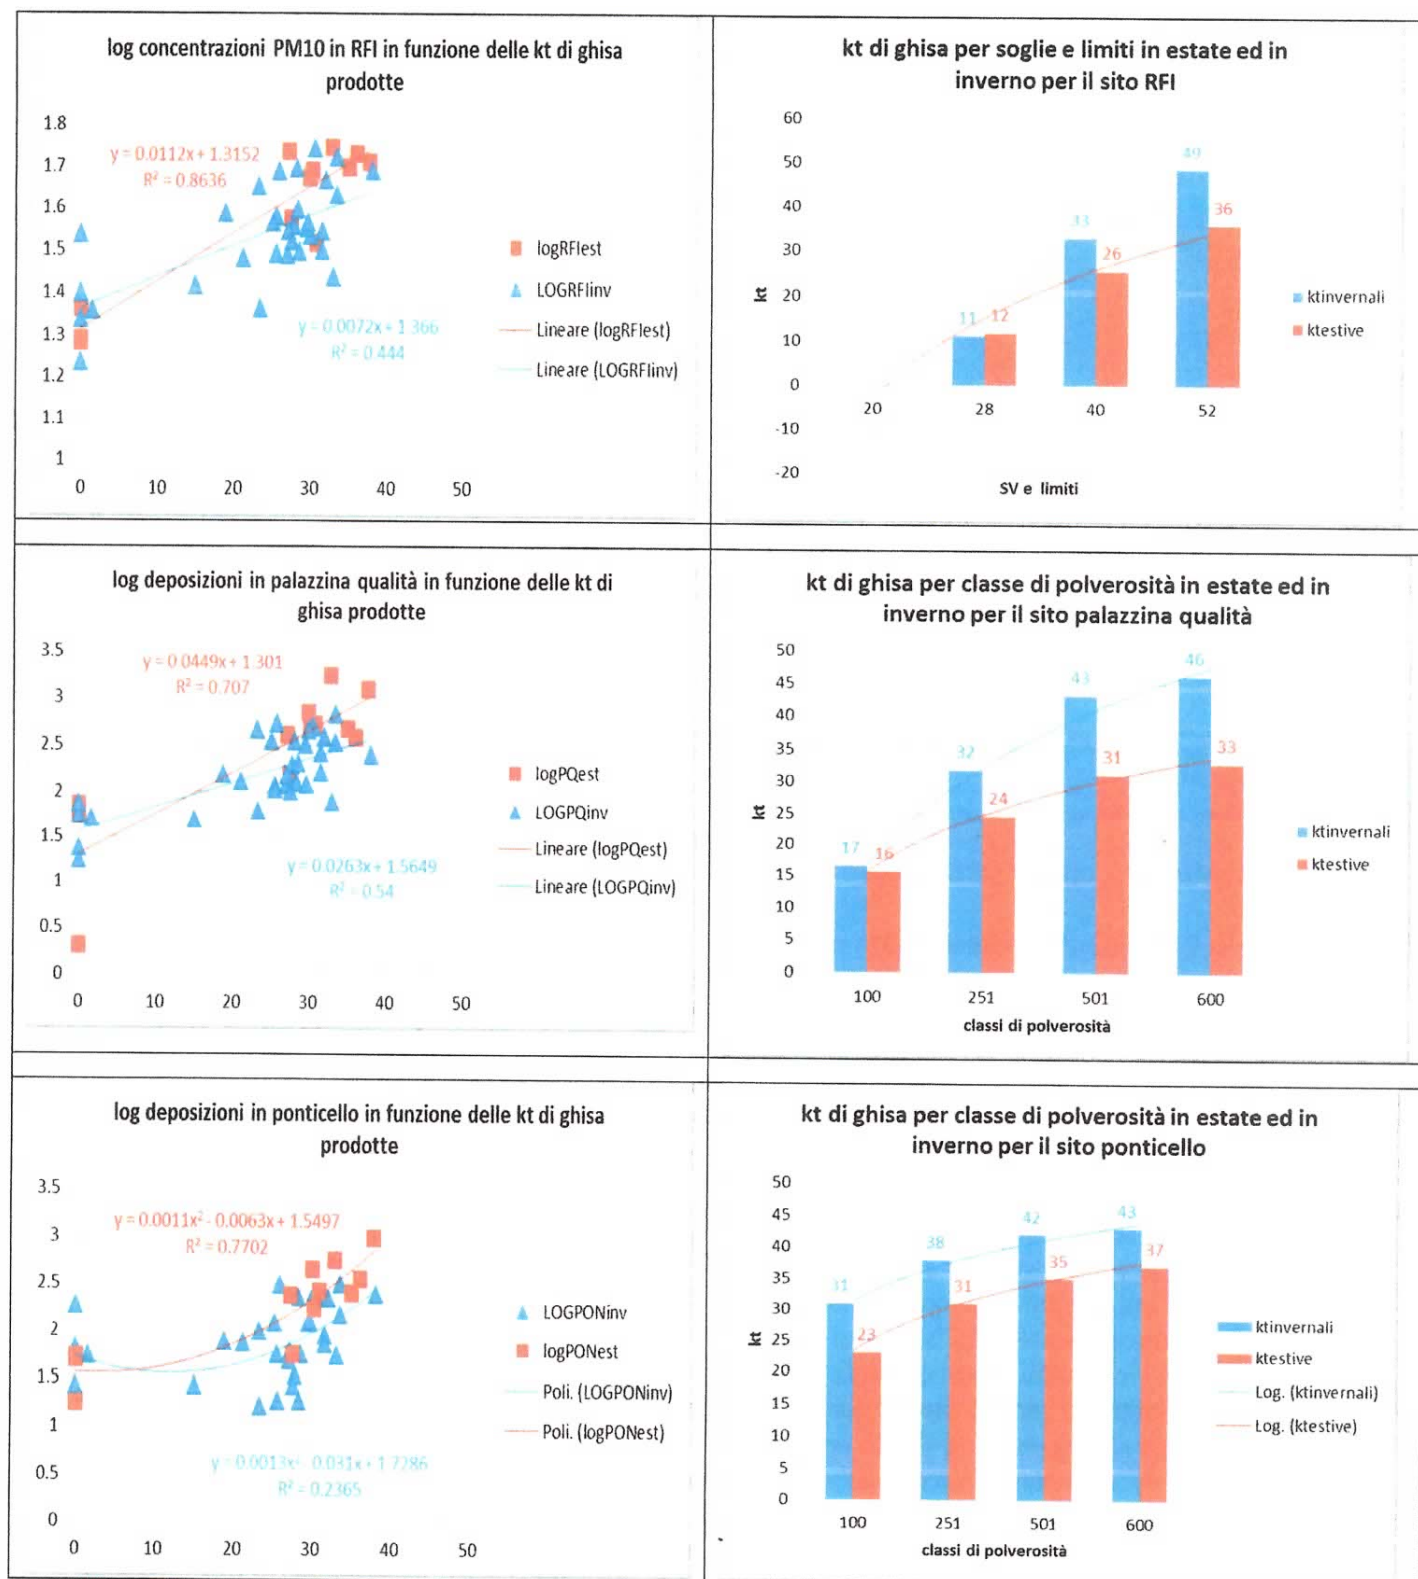 log concentrazioni PM10 in RFI in funzione delle kt di ghisa
prodotte
1.8
1.7
1.6
1.5
1.4
1.3
1.2
1.1
1
y = 0.0112x + 1.3152
R² = 0.8636
y = 0.0072x + 1.366
R² = 0.444
0 10 20 30 40 50
logRFIest
LOGRFIinv
Lineare (logRFIest)
Lineare (LOGRFIinv)
kt di ghisa per soglie e limiti in estate ed in
inverno per il sito RFI
60
50
40
30
20
10
0
-10
-20
kt
11 12
33 26
49 36
20 28 40 52
SV e limiti
ktinvernali
ktestive
log deposizioni in palazzina qualità in funzione delle kt di
ghisa prodotte
3.5
3
2.5
2
1.5
1
0.5
0
y = 0.0449x + 1.301
R² = 0.707
y = 0.0263x + 1.5649
R² = 0.54
0 10 20 30 40 50
logPQest
LOGPQinv
Lineare (logPQest)
Lineare (LOGPQinv)
kt di ghisa per classe di polverosità in estate ed in
inverno per il sito palazzina qualità
50
45
40
35
30
25
20
15
10
5
0
kt
17 16
32 24
43 31
46 33
100 251 501 600
classi di polverosità
ktinvernali
ktestive
log deposizioni in ponticello in funzione delle kt di ghisa
prodotte
3.5
3
2.5
2
1.5
1
0.5
0
y = 0.0011x² - 0.0063x + 1.5497
R² = 0.7702
y = 0.0013x² - 0.031x + 1.7286
R² = 0.2365
0 10 20 30 40 50
LOGPONinv
logPONest
Poli. (LOGPONinv)
Poli. (logPONest)
kt di ghisa per classe di polverosità in estate ed in
inverno per il sito ponticello
50
45
40
35
30
25
20
15
10
5
0
kt
31 23
38 31
42 35
43 37
100 251 501 600
classi di polverosità
ktinvernali
ktestive
Log. (ktinvernali)
Log. (ktestive)